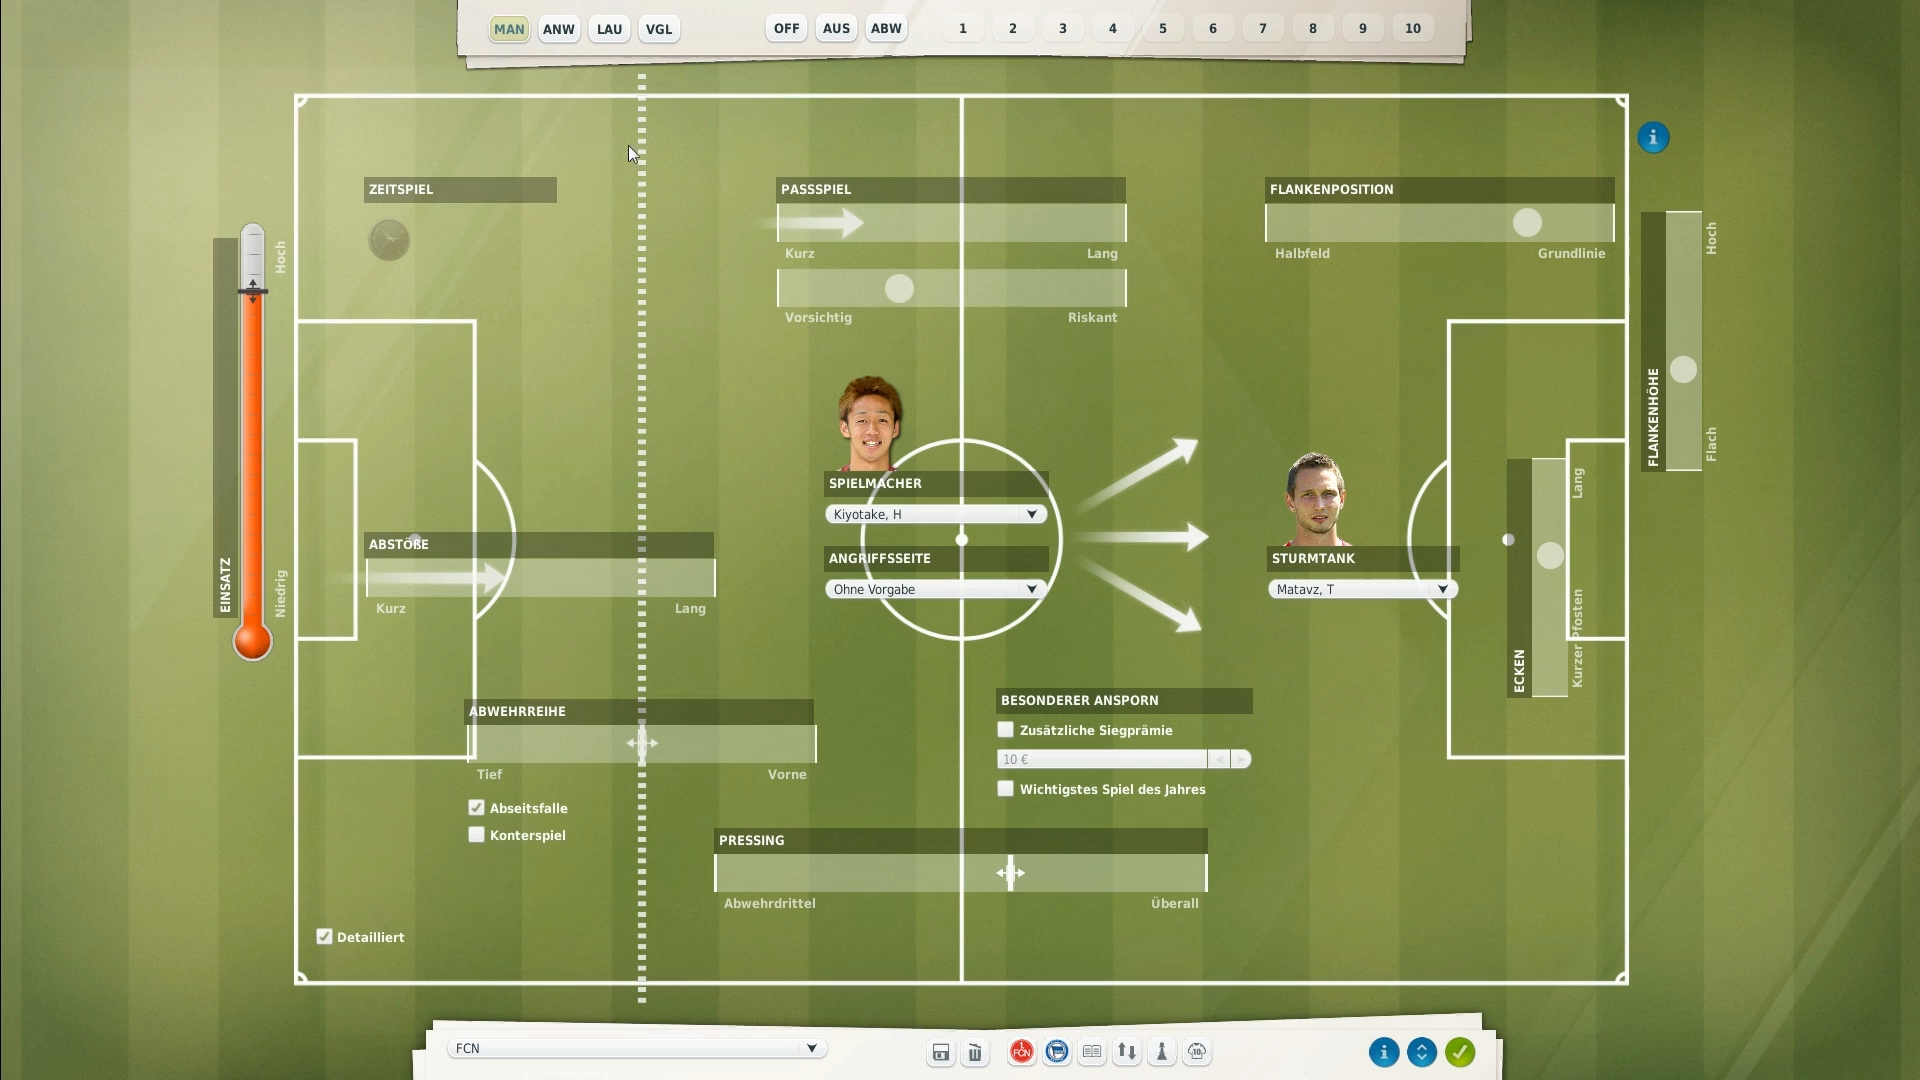 MAN ANW LAU VGL OFF AUS ABW 1 2 3 4 5 6 7 8 9 10
ZEITSPIEL
PASSSPIEL
Kurz Lang
Vorsichtig Riskant
FLANKENPOSITION
Halbfeld Grundlinie
EINSATZ
Hoch
Niedrig
FLANKENHÖHE
Hoch
Flach
SPIELMACHER
Kiyotake, H
ANGRIFFSSEITE
Ohne Vorgabe
STURMTANK
Matavz, T
ECKEN
Lang
Kurzer Pfosten
ABSTÖßE
Kurz Lang
ABWEHRREIHE
Tief Vorne
Abseitsfalle
Konterspiel
BESONDERER ANSPORN
Zusätzliche Siegprämie
10 €
Wichtigstes Spiel des Jahres
PRESSING
Abwehrdrittel Überall
Detailliert
FCN
1.
FCN
10